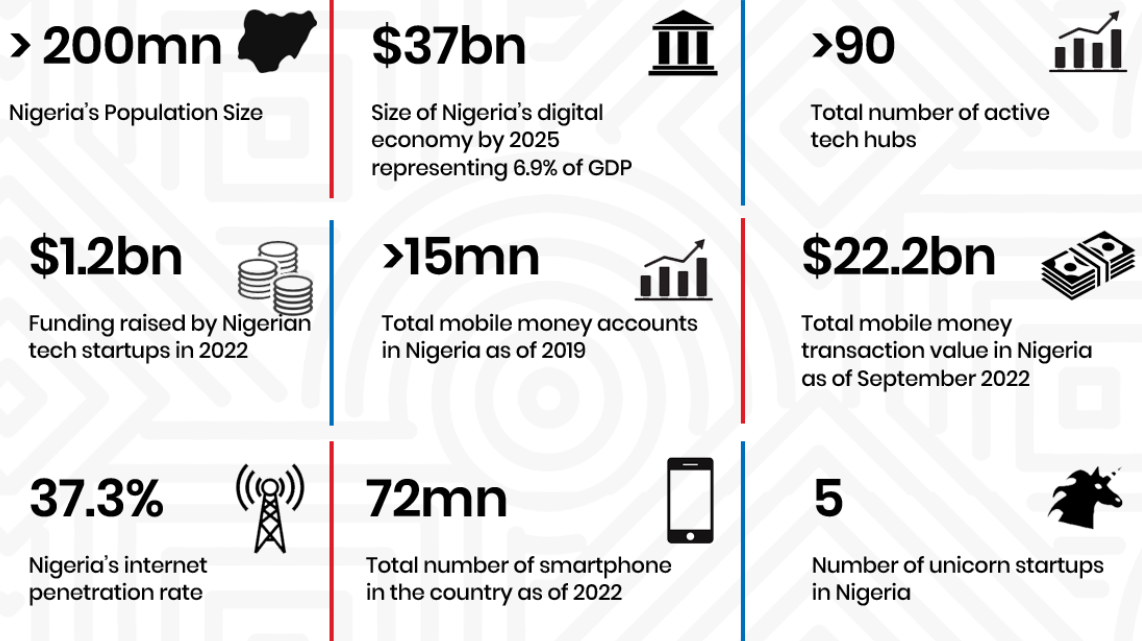 > 200mn
Nigeria's Population Size
$37bn
Size of Nigeria's digital
economy by 2025
representing 6.9% of GDP
>90
Total number of active
tech hubs
$1.2bn
Funding raised by Nigerian
tech startups in 2022
>15mn
Total mobile money accounts
in Nigeria as of 2019
$22.2bn
Total mobile money
transaction value in Nigeria
as of September 2022
37.3%
Nigeria's internet
penetration rate
72mn
Total number of smartphone
in the country as of 2022
5
Number of unicorn startups
in Nigeria